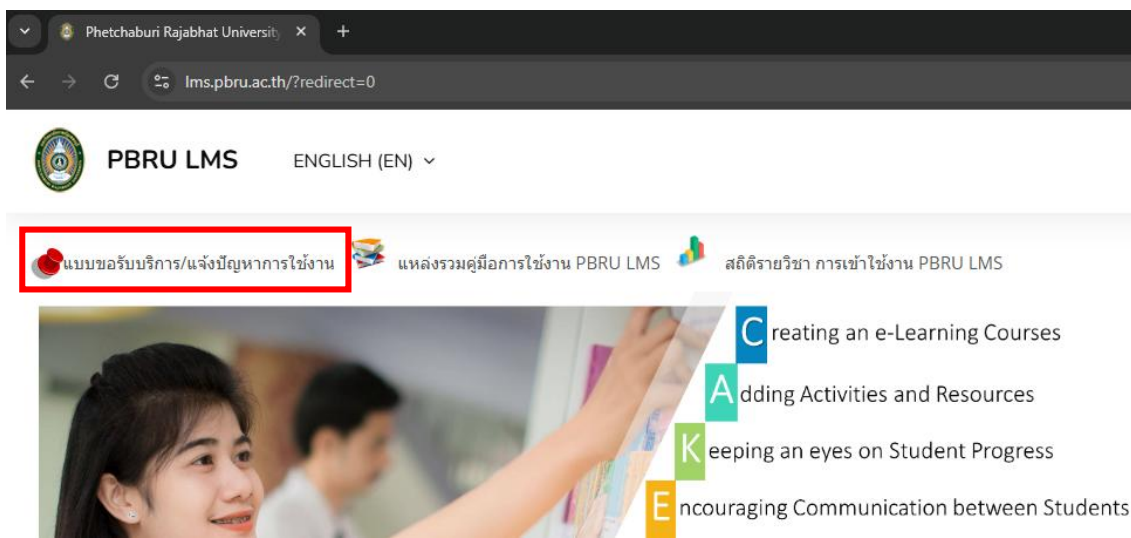 Phetchaburi Rajabhat University
lms.pbru.ac.th/?redirect=0
PBRU LMS ENGLISH (EN)
แบบขอรับบริการ/แจ้งปัญหาการใช้งาน แหล่งรวมคู่มือการใช้งาน PBRU LMS สถิติรายวิชา การเข้าใช้งาน PBRU LMS
Creating an e-Learning Courses
Adding Activities and Resources
Keeping an eyes on Student Progress
Encouraging Communication between Students